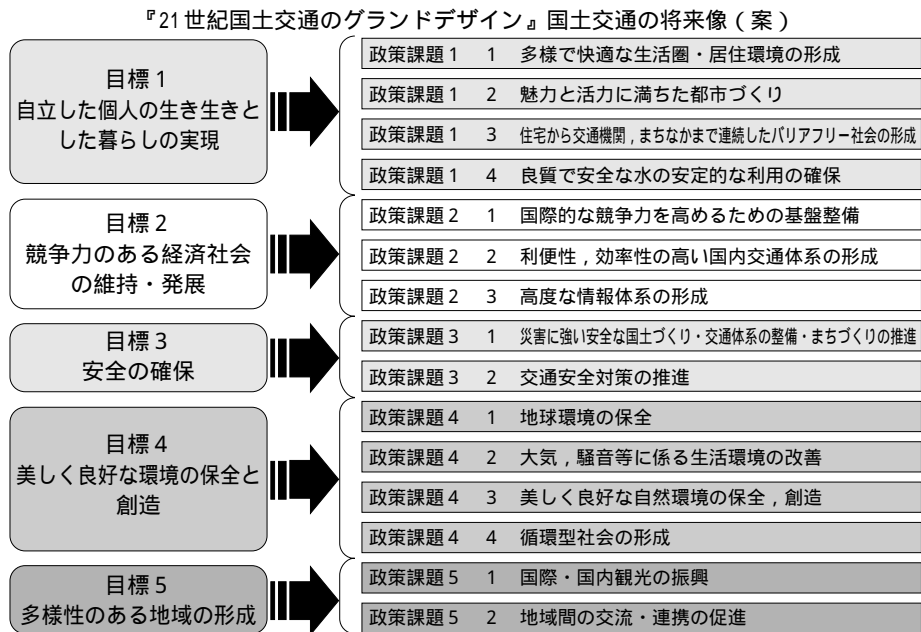 『21世紀国土交通のグランドデザイン』国土交通の将来像（案）
目標１
自立した個人の生き生きと
した暮らしの実現
政策課題１ １ 多様で快適な生活圏・居住環境の形成
政策課題１ ２ 魅力と活力に満ちた都市づくり
政策課題１ ３ 住宅から交通機関，まちなかまで連続したバリアフリー社会の形成
政策課題１ ４ 良質で安全な水の安定的な利用の確保
目標２
競争力のある経済社会
の維持・発展
政策課題２ １ 国際的な競争力を高めるための基盤整備
政策課題２ ２ 利便性，効率性の高い国内交通体系の形成
政策課題２ ３ 高度な情報体系の形成
目標３
安全の確保
政策課題３ １ 災害に強い安全な国土づくり・交通体系の整備・まちづくりの推進
政策課題３ ２ 交通安全対策の推進
目標４
美しく良好な環境の保全と
創造
政策課題４ １ 地球環境の保全
政策課題４ ２ 大気，騒音等に係る生活環境の改善
政策課題４ ３ 美しく良好な自然環境の保全，創造
政策課題４ ４ 循環型社会の形成
目標５
多様性のある地域の形成
政策課題５ １ 国際・国内観光の振興
政策課題５ ２ 地域間の交流・連携の促進